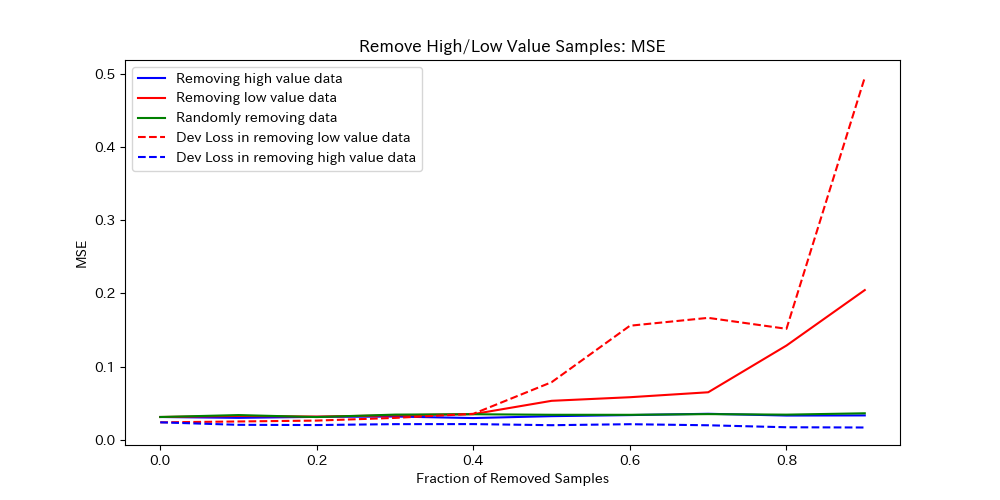 Remove High/Low Value Samples: MSE
Removing high value data
Removing low value data
Randomly removing data
Dev Loss in removing low value data
Dev Loss in removing high value data
MSE
0.5
0.4
0.3
0.2
0.1
0.0
0.0 0.2 0.4 0.6 0.8
Fraction of Removed Samples